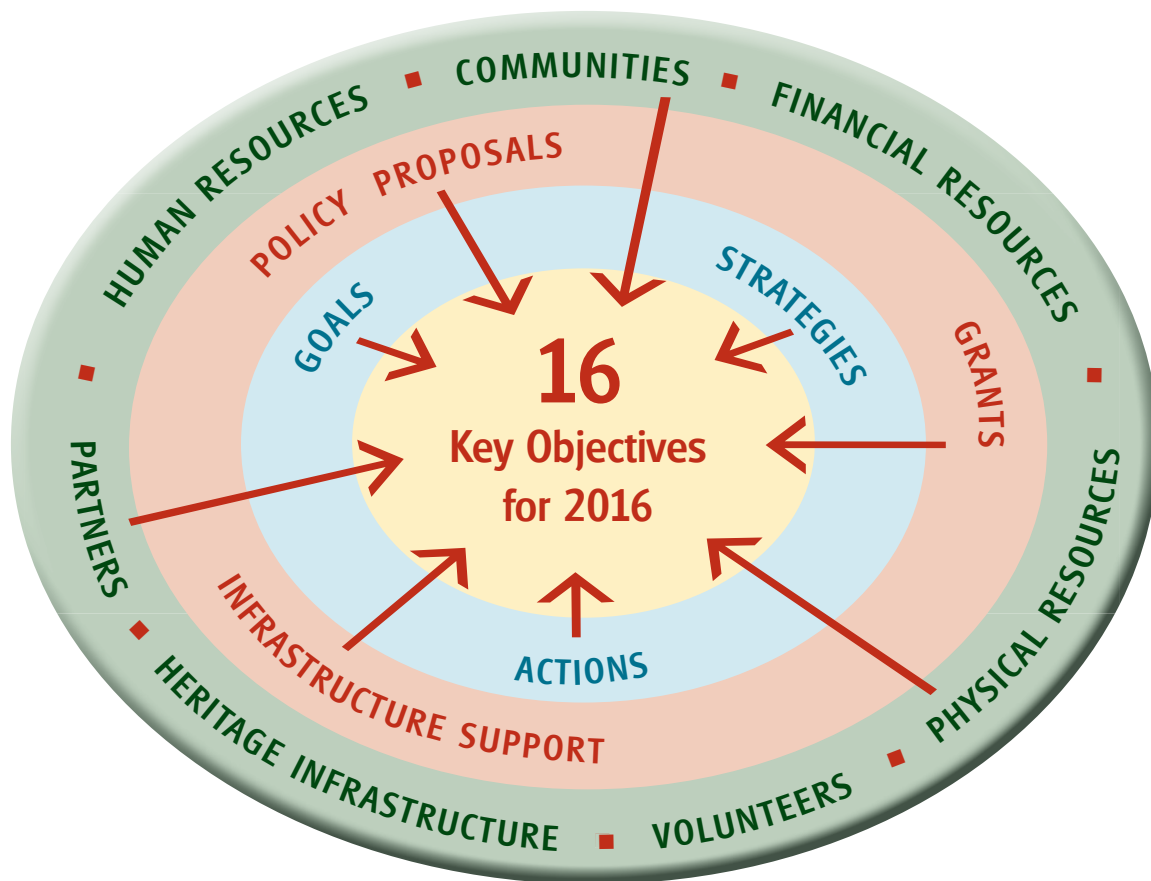 HUMAN RESOURCES
COMMUNITIES
FINANCIAL RESOURCES
PHYSICAL RESOURCES
VOLUNTEERS
HERITAGE INFRASTRUCTURE
PARTNERS
POLICY PROPOSALS
GRANTS
INFRASTRUCTURE SUPPORT
GOALS
STRATEGIES
ACTIONS
16
Key Objectives
for 2016